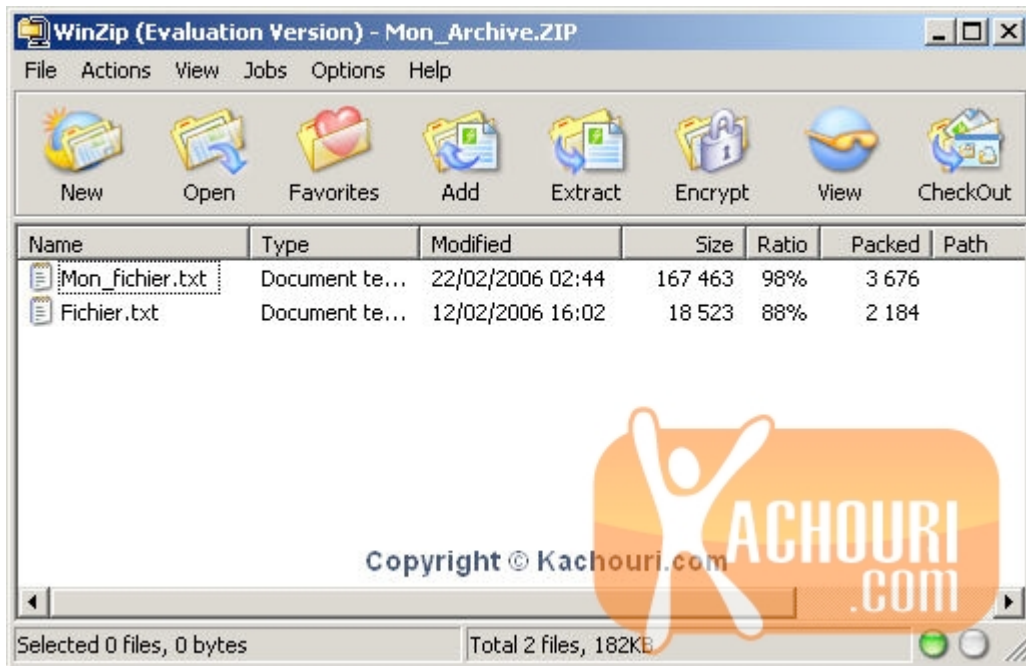 WinZip (Evaluation Version) - Mon_Archive.ZIP
File Actions View Jobs Options Help
New Open Favorites Add Extract Encrypt View CheckOut
Name Type Modified Size Ratio Packed Path
Mon_fichier.txt Document te... 22/02/2006 02:44 167 463 98% 3 676
Fichier.txt Document te... 12/02/2006 16:02 18 523 88% 2 184
KACHOURI
.COM
Copyright © Kachouri.com
Selected 0 files, 0 bytes Total 2 files, 182KB